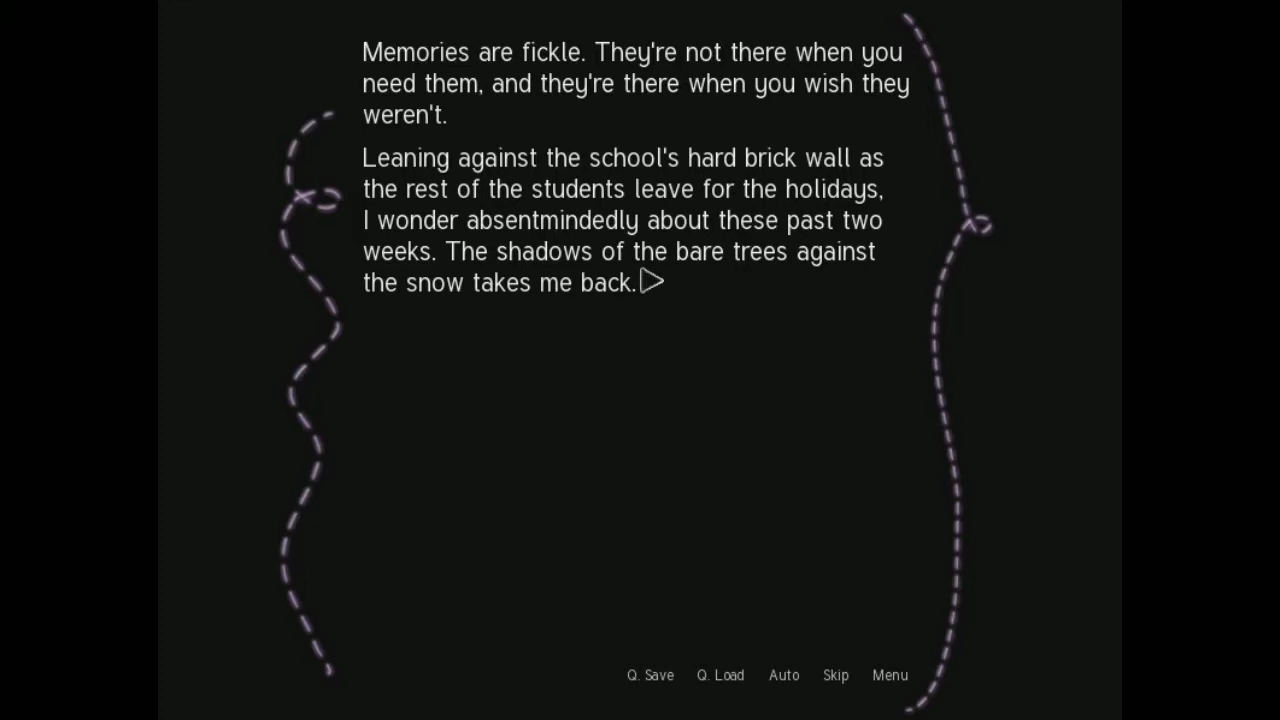 Memories are fickle. They're not there when you
need them, and they're there when you wish they
weren't.
Leaning against the school's hard brick wall as
the rest of the students leave for the holidays,
I wonder absentmindedly about these past two
weeks. The shadows of the bare trees against
the snow takes me back.
Q. Save Q. Load Auto Skip Menu